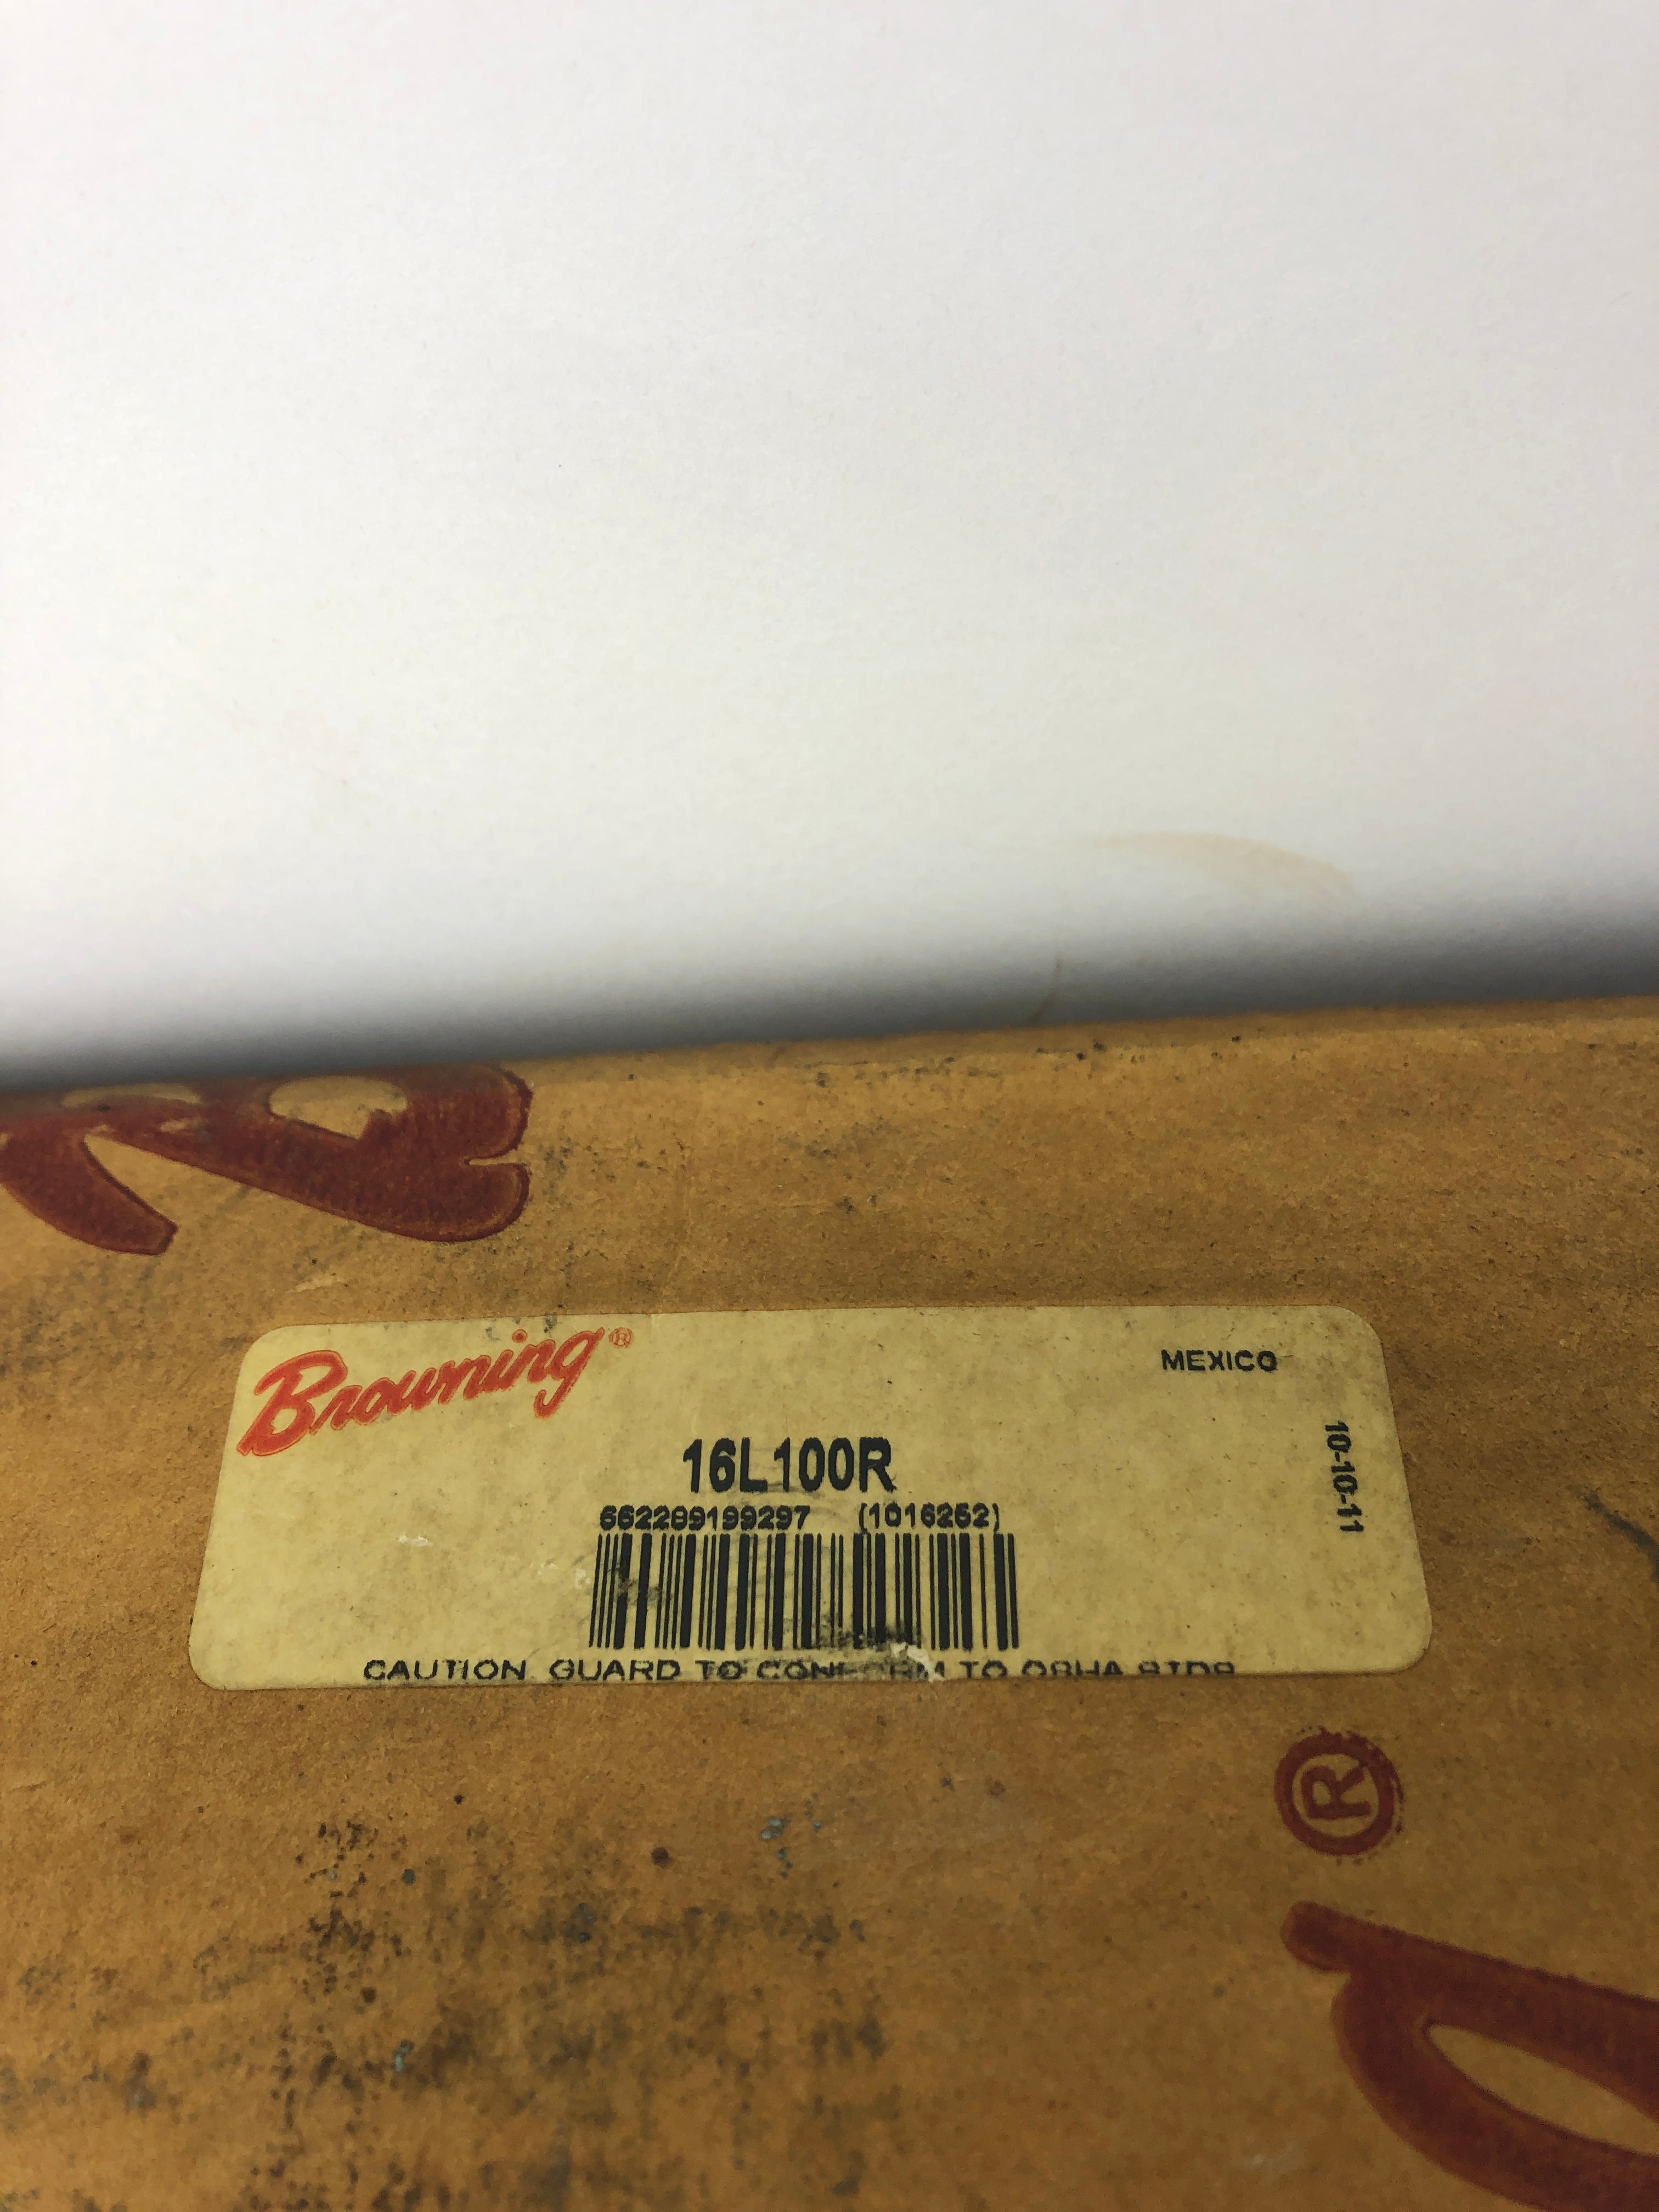 Browning®
MEXICO
10-10-11
16L100R
662289199297 (1016252)
CAUTION GUARD TO CONFORM TO OSHA STDS
®